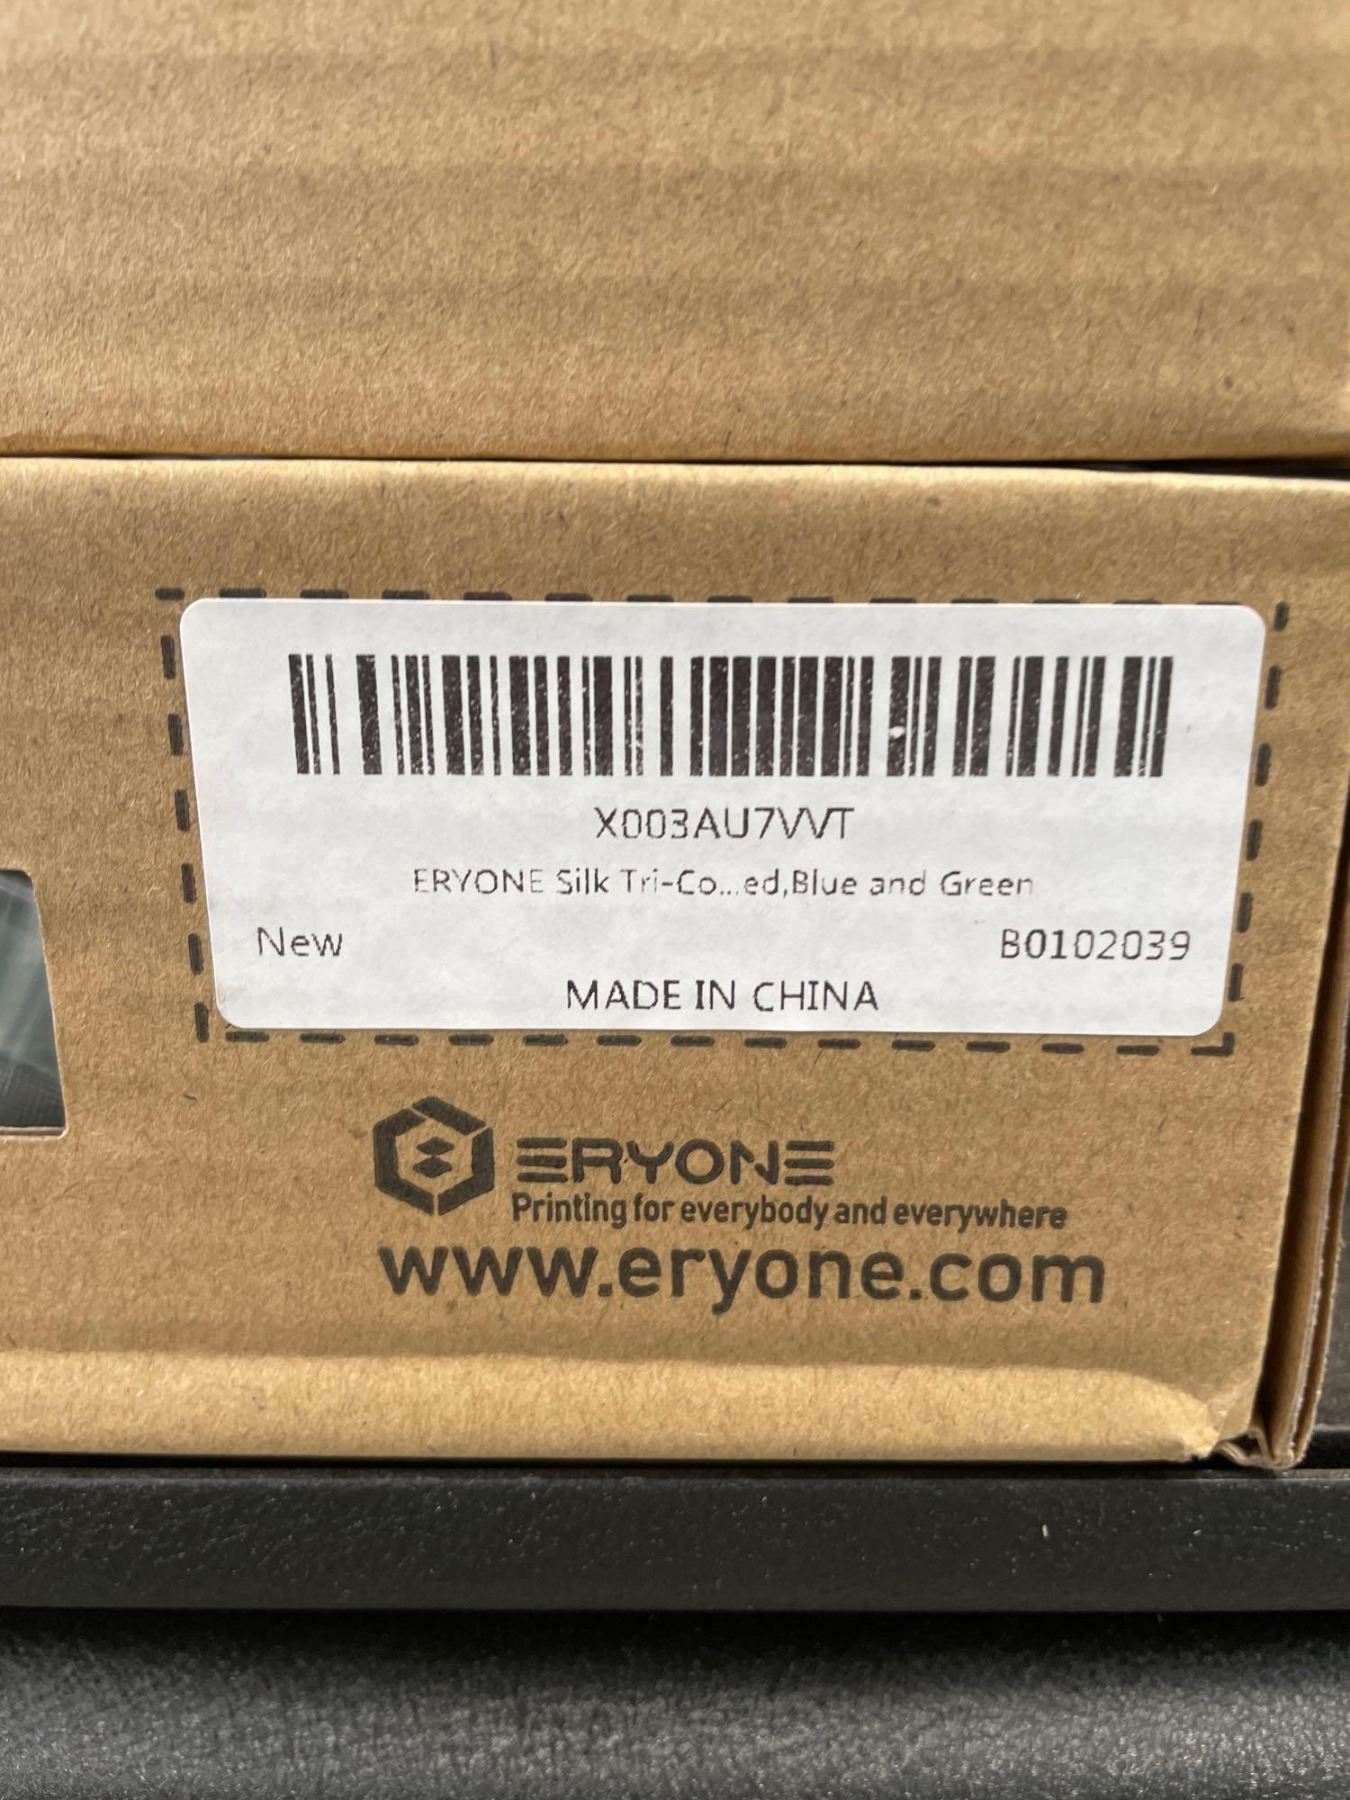 X003AU7VVT
ERYONE Silk Tri-Co...ed,Blue and Green
New
B0102039
MADE IN CHINA
ERYONE
Printing for everybody and everywhere
www.eryone.com